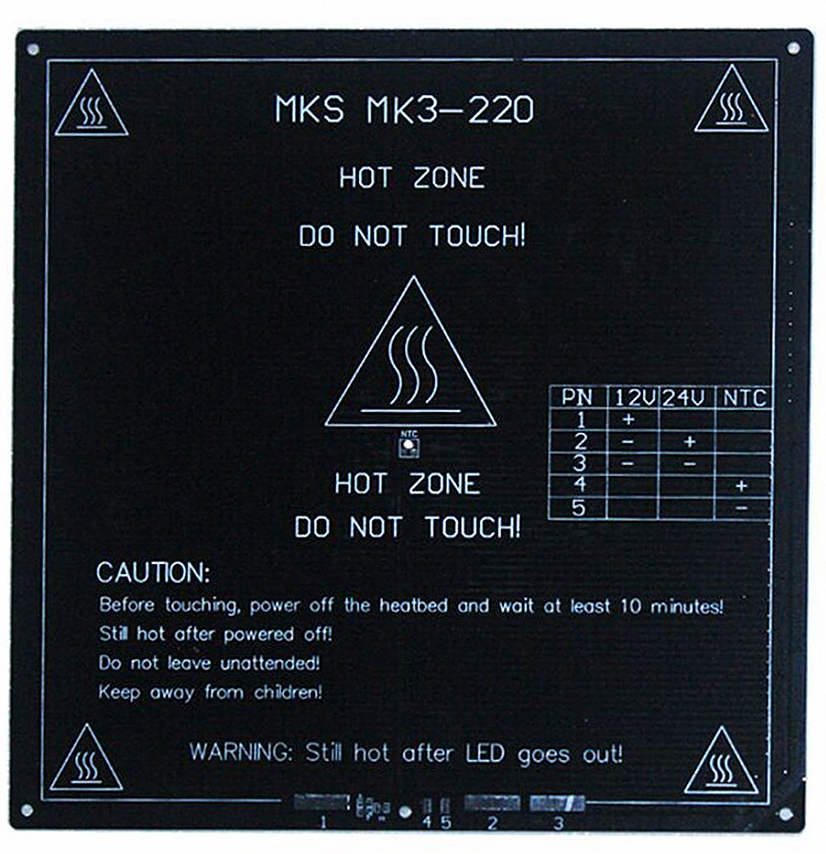 MKS MK3-220
HOT ZONE
DO NOT TOUCH!
NTC
PIN 12V 24V NTC
1 +
2 - +
3 - -
4 +
5 -
HOT ZONE
DO NOT TOUCH!
CAUTION:
Before touching, power off the heatbed and wait at least 10 minutes!
Still hot after powered off!
Do not leave unattended!
Keep away from children!
WARNING: Still hot after LED goes out!
1 4 5 2 3